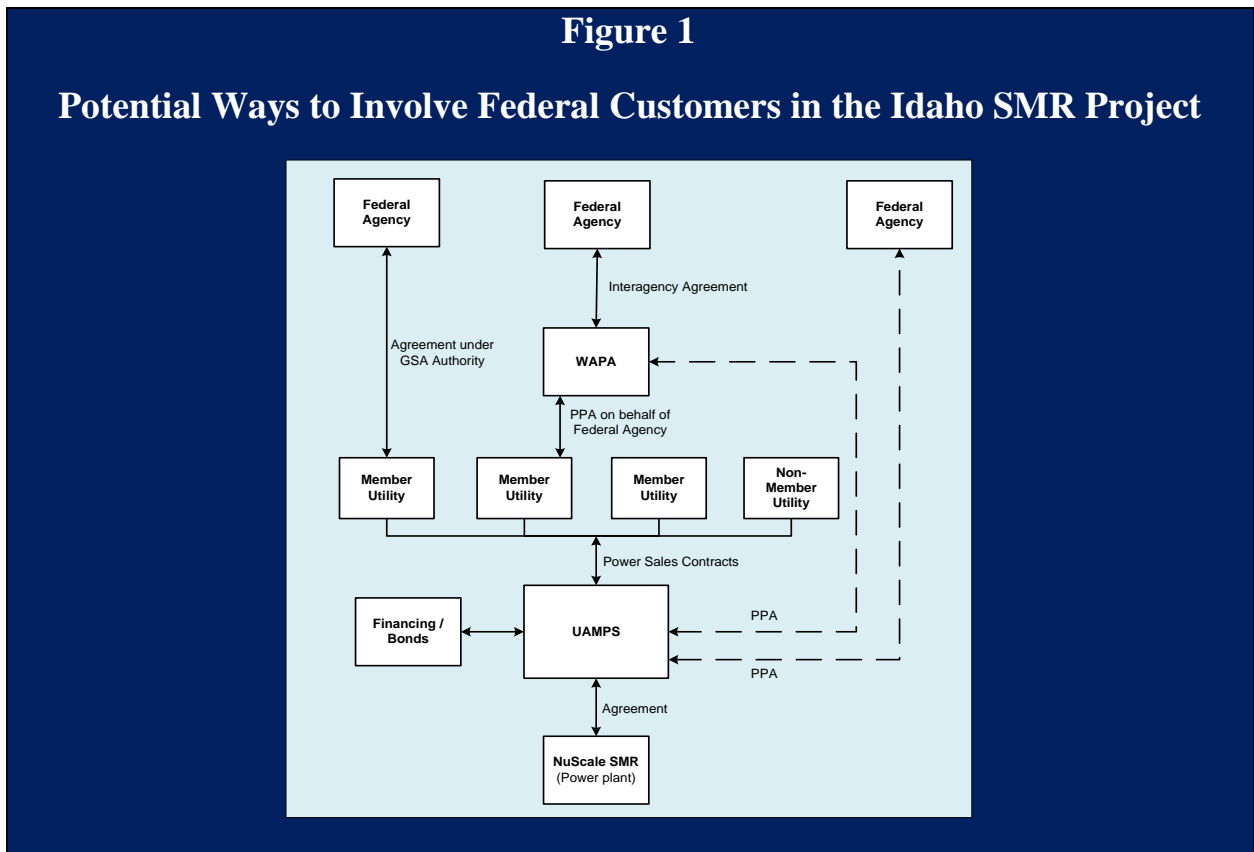 Figure 1
Potential Ways to Involve Federal Customers in the Idaho SMR Project
Federal
Agency
Federal
Agency
Federal
Agency
Interagency Agreement
Agreement under
GSA Authority
WAPA
PPA on behalf of
Federal Agency
Member
Utility
Member
Utility
Member
Utility
Non-
Member
Utility
Power Sales Contracts
Financing /
Bonds
UAMPS
PPA
PPA
Agreement
NuScale SMR
(Power plant)